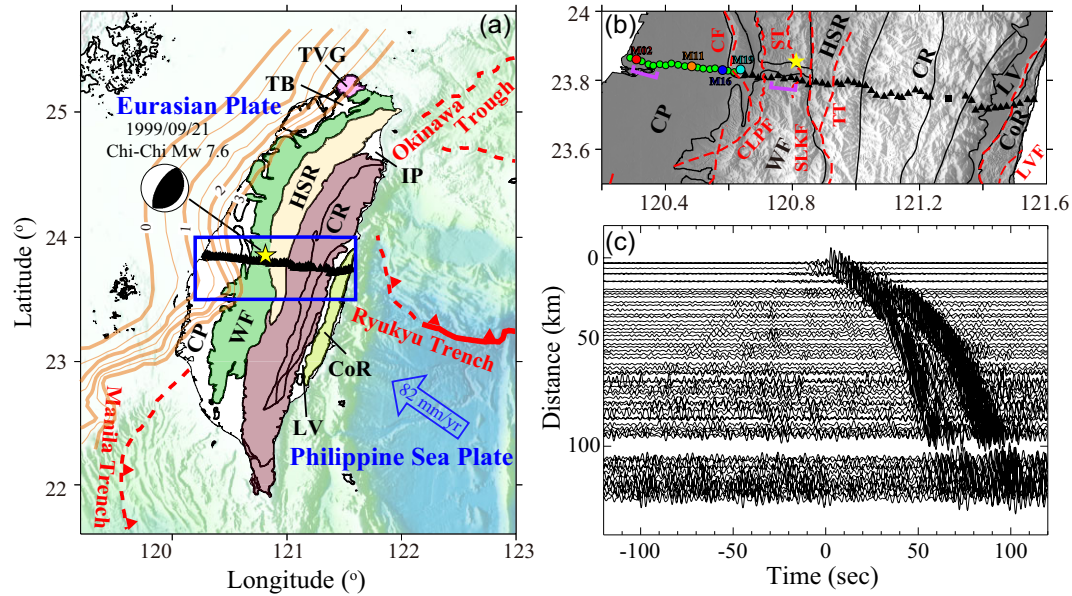 (a)
TVG
TB
Eurasian Plate
1999/09/21
Chi-Chi Mw 7.6
Okinawa
Trough
IP
HSR
CR
0
1
2
3
WF
CP
CoR
LV
Ryukyu Trench
82 mm/yr
Philippine Sea Plate
Manila
Trench
25
24
23
22
Latitude (o)
120
121
122
123
Longitude (o)
(b)
24
23.8
23.6
M02
M11
M15
M16
CF
ST
HSR
CR
LV
CoR
LVF
CP
CLPF
WF
SLKF
TT
120.4
120.8
121.2
121.6
(c)
0
50
100
Distance (km)
-100
-50
0
50
100
Time (sec)